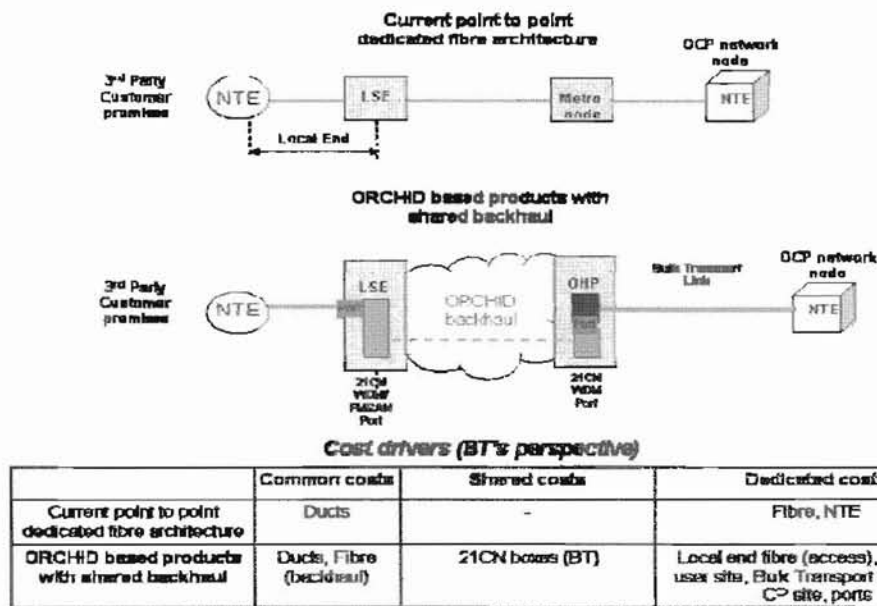 Current point to point
dedicated fibre architecture
OCP network
node
3rd Party
Customer
premises
NTE
LSE
Metro
node
NTE
Local End
ORCHID based products with
shared backhaul
OCP network
node
3rd Party
Customer
premises
NTE
LSE
ORCHID
backhaul
OHP
Bulk Transport
Link
NTE
21CN
Port
21CN
WDM
Port
Cost drivers (BT's perspective)
Common costs Shared costs Dedicated cost
Current point to point
dedicated fibre architecture
Ducts - Fibre, NTE
ORCHID based products
with shared backhaul
Ducts, Fibre
(backhaul)
21CN boxes (BT)
Local end fibre (access),
user site, Bulk Transport
CP site, ports